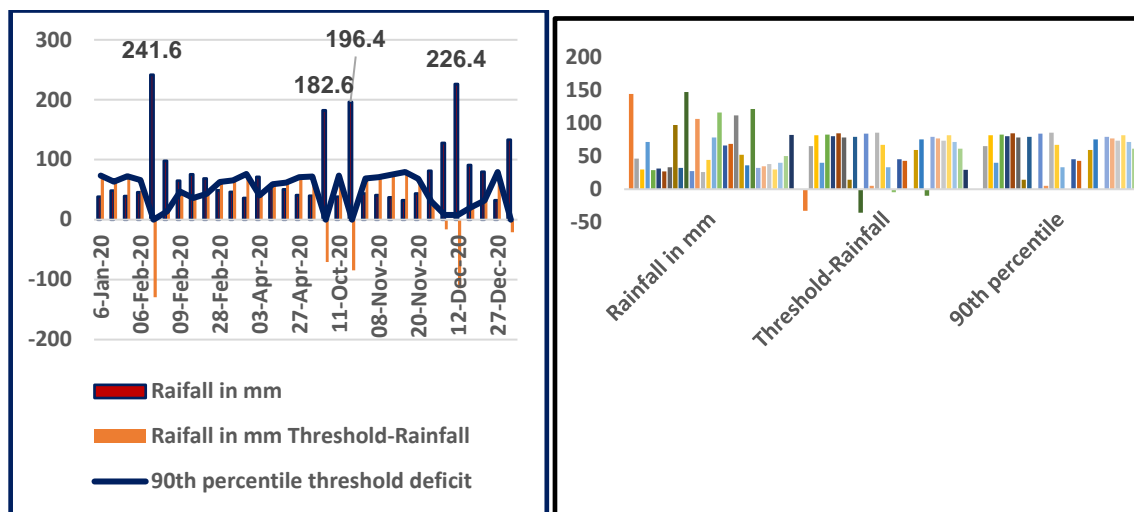 300
200
100
0
-100
-200
241.6
182.6
196.4
226.4
6-Jan-20
06-Feb-20
09-Feb-20
28-Feb-20
03-Apr-20
27-Apr-20
11-Oct-20
08-Nov-20
20-Nov-20
12-Dec-20
27-Dec-20
Raifall in mm
Raifall in mm Threshold-Rainfall
90th percentile threshold deficit
200
150
100
50
0
-50
Rainfall in mm
Threshold-Rainfall
90th percentile